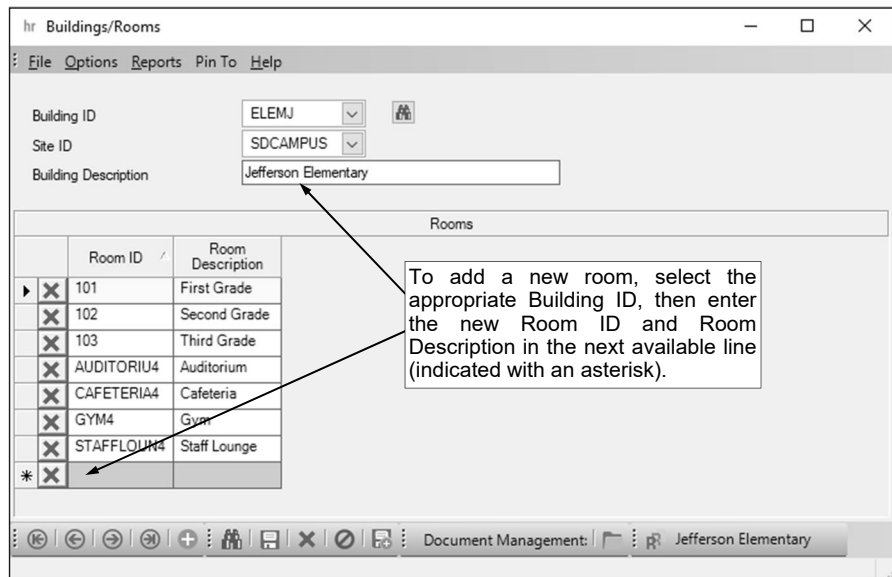 hr Buildings/Rooms
File Options Reports Pin To Help
Building ID ELEMJ
Site ID SDCAMPUS
Building Description Jefferson Elementary
Rooms
Room ID Room Description
101 First Grade
102 Second Grade
103 Third Grade
AUDITORIU4 Auditorium
CAFETERIA4 Cafeteria
GYM4 Gym
STAFFLOUN4 Staff Lounge
*
To add a new room, select the
appropriate Building ID, then enter
the new Room ID and Room
Description in the next available line
(indicated with an asterisk).
Document Management: Jefferson Elementary